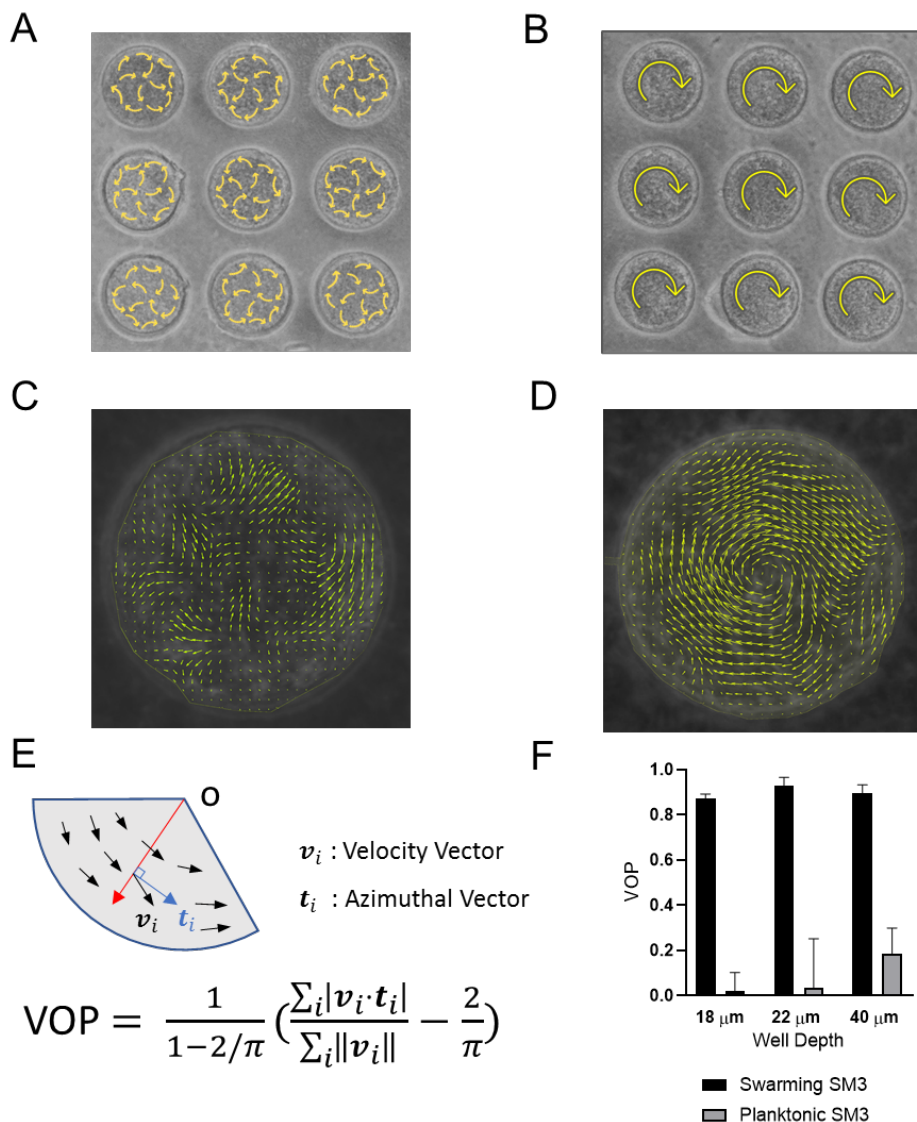 A
B
C
D
E
O
𝒗ᵢ
𝒕ᵢ
𝒗ᵢ : Velocity Vector
𝒕ᵢ : Azimuthal Vector
VOP = 1/(1−2/π) (∑ᵢ|𝒗ᵢ·𝒕ᵢ| / ∑ᵢ‖𝒗ᵢ‖ − 2/π)
F
1.0
0.8
0.6
0.4
0.2
0.0
VOP
18 μm
22 μm
40 μm
Well Depth
Swarming SM3
Planktonic SM3